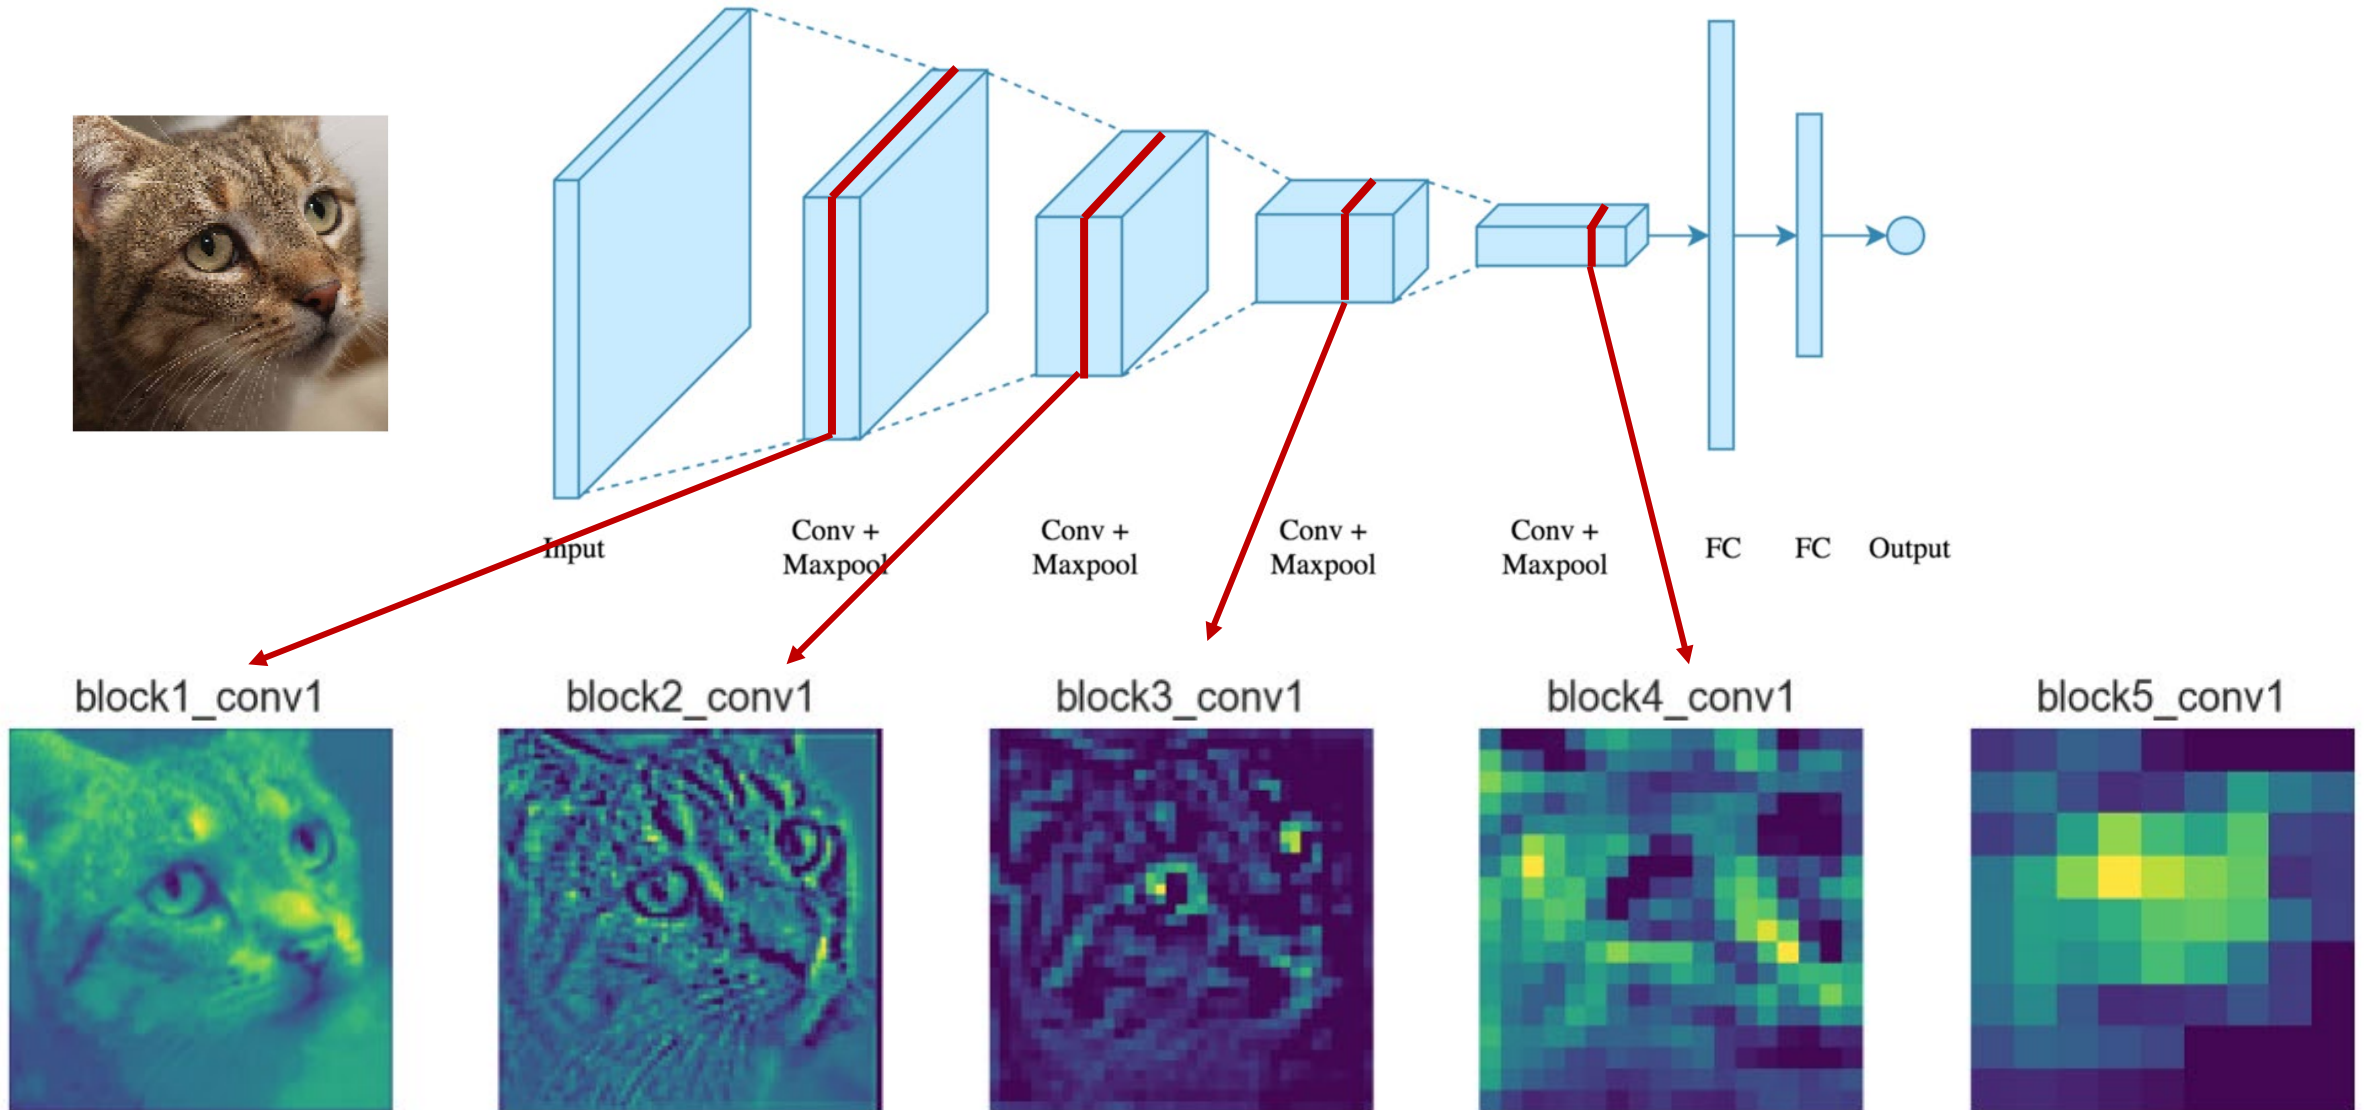 Input
Conv +
Maxpool
Conv +
Maxpool
Conv +
Maxpool
Conv +
Maxpool
FC
FC
Output
block1_conv1
block2_conv1
block3_conv1
block4_conv1
block5_conv1